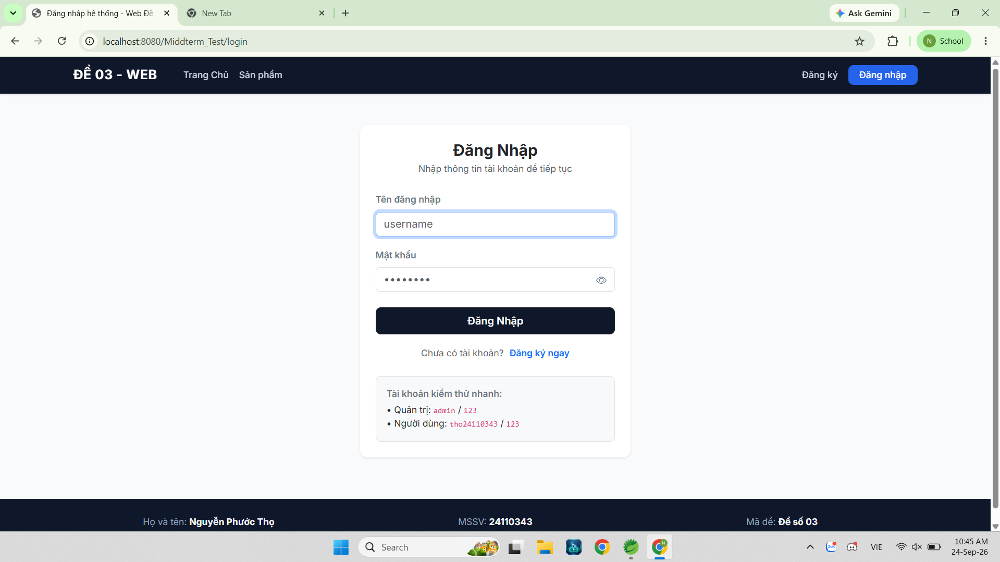 Đăng nhập hệ thống - Web Đề
New Tab
Ask Gemini
localhost:8080/Middterm_Test/login
N School
ĐỀ 03 - WEB
Trang Chủ
Sản phẩm
Đăng ký
Đăng nhập
Đăng Nhập
Nhập thông tin tài khoản để tiếp tục
Tên đăng nhập
username
Mật khẩu
••••••••
Đăng Nhập
Chưa có tài khoản? Đăng ký ngay
Tài khoản kiểm thử nhanh:
• Quản trị: admin / 123
• Người dùng: tho24110343 / 123
Họ và tên: Nguyễn Phước Thọ
MSSV: 24110343
Mã đề: Đề số 03
Search
Zalo
N
VIE
10:45 AM
24-Sep-26